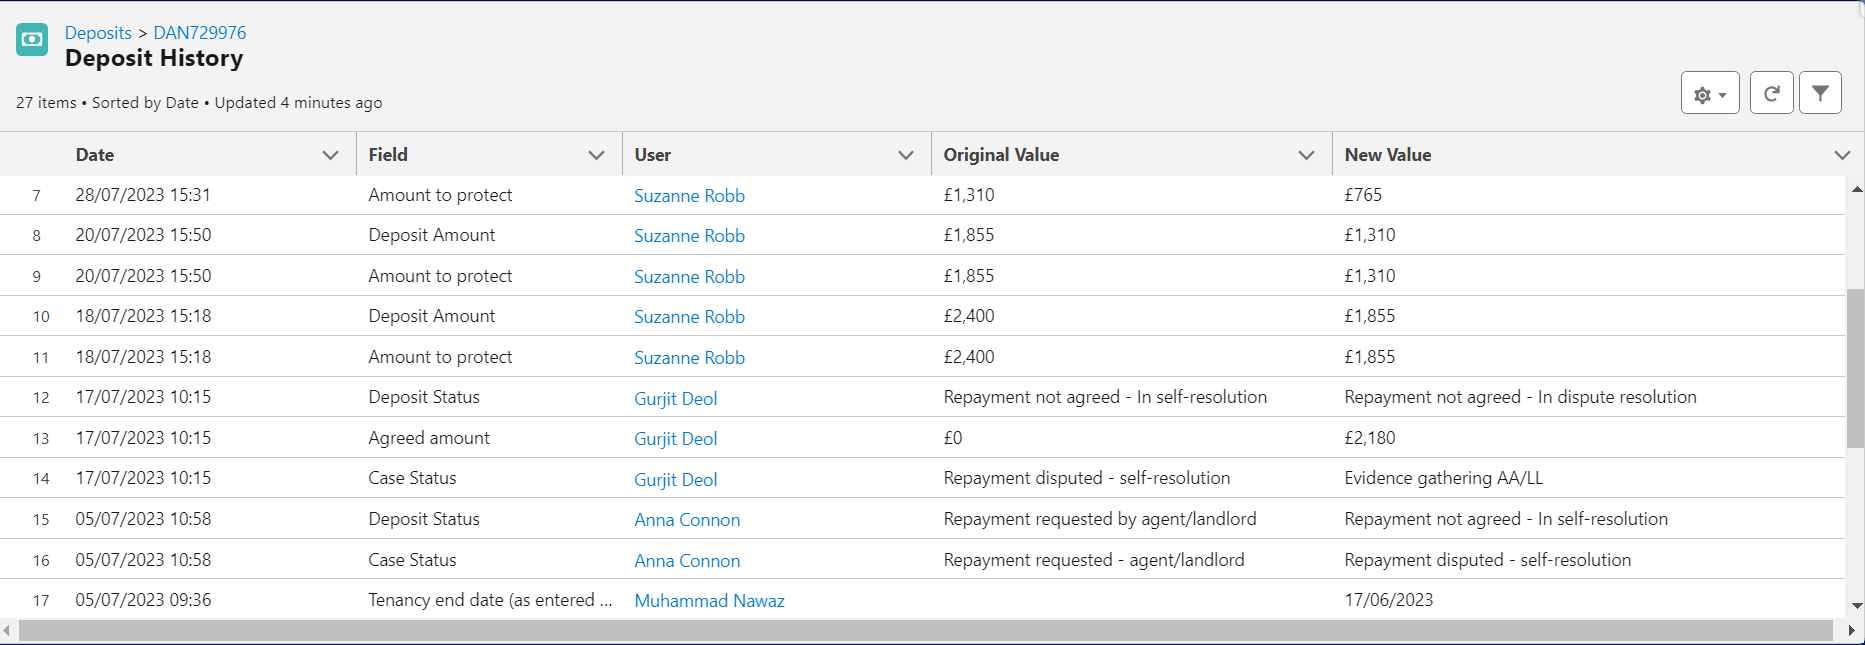 Deposits > DAN729976
Deposit History
27 items • Sorted by Date • Updated 4 minutes ago
Date Field User Original Value New Value
7 28/07/2023 15:31 Amount to protect Suzanne Robb £1,310 £765
8 20/07/2023 15:50 Deposit Amount Suzanne Robb £1,855 £1,310
9 20/07/2023 15:50 Amount to protect Suzanne Robb £1,855 £1,310
10 18/07/2023 15:18 Deposit Amount Suzanne Robb £2,400 £1,855
11 18/07/2023 15:18 Amount to protect Suzanne Robb £2,400 £1,855
12 17/07/2023 10:15 Deposit Status Gurjit Deol Repayment not agreed - In self-resolution Repayment not agreed - In dispute resolution
13 17/07/2023 10:15 Agreed amount Gurjit Deol £0 £2,180
14 17/07/2023 10:15 Case Status Gurjit Deol Repayment disputed - self-resolution Evidence gathering AA/LL
15 05/07/2023 10:58 Deposit Status Anna Connon Repayment requested by agent/landlord Repayment not agreed - In self-resolution
16 05/07/2023 10:58 Case Status Anna Connon Repayment requested - agent/landlord Repayment disputed - self-resolution
17 05/07/2023 09:36 Tenancy end date (as entered ... Muhammad Nawaz 17/06/2023